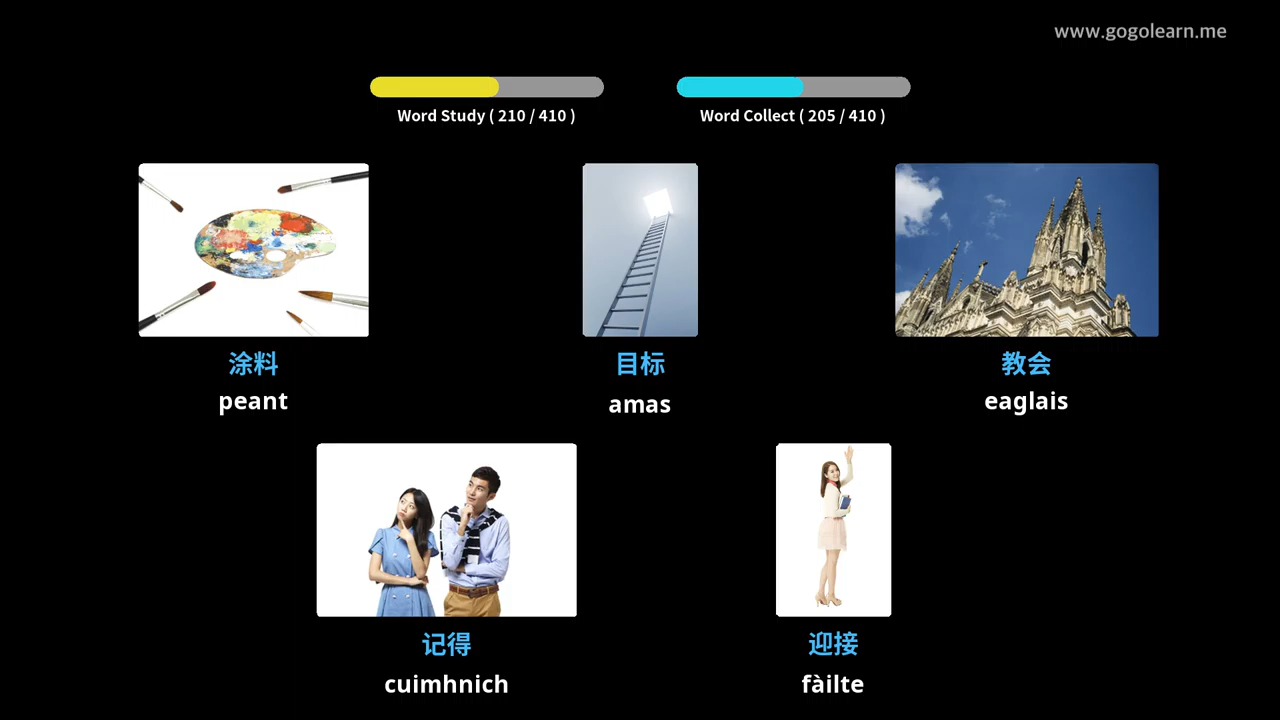 www.gogolearn.me
Word Study ( 210 / 410 )
Word Collect ( 205 / 410 )
涂料
peant
目标
amas
教会
eaglais
记得
cuimhnich
迎接
fàilte